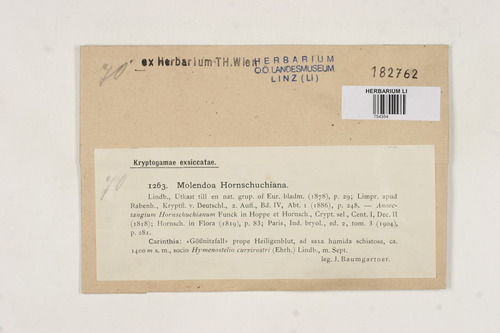 70
ex Herbarium TH.Wien
HERBARIUM
O.Ö. LANDESMUSEUM
LINZ (LI)
182762
HERBARIUM LI
754354
70
Kryptogamae exsiccatae.
1263. Molendoa Hornschuchiana.
Lindb., Utkast till en nat. grup. of Eur. bladm. (1878), p. 29; Limpr. apud
Rabenh., Kryptfl. v. Deutschl., 2. Aufl., Bd. IV, Abt. 1 (1886), p. 248. — Anoec-
tangium Hornschuchianum Funck in Hoppe et Hornsch., Crypt. sel., Cent. I, Dec. II
(1818); Hornsch. in Flora (1819), p. 83; Paris, Ind. bryol., ed. 2, tom. 3 (1904),
p. 281.
Carinthia: «Gößnitzfall» prope Heiligenblut, ad saxa humida schistosa, ca.
1400 m s. m., socio Hymenostelio curvirostri (Ehrh.) Lindb., m. Sept.
leg. J. Baumgartner.